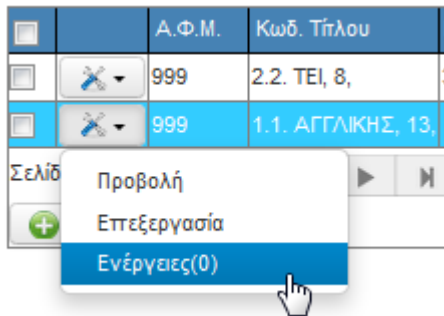 Α.Φ.Μ. Κωδ. Τίτλου
999 2.2. ΤΕΙ, 8,
999 1.1. ΑΓΓΛΙΚΗΣ, 13,
Σελίδ
Προβολή
Επεξεργασία
Ενέργειες(0)